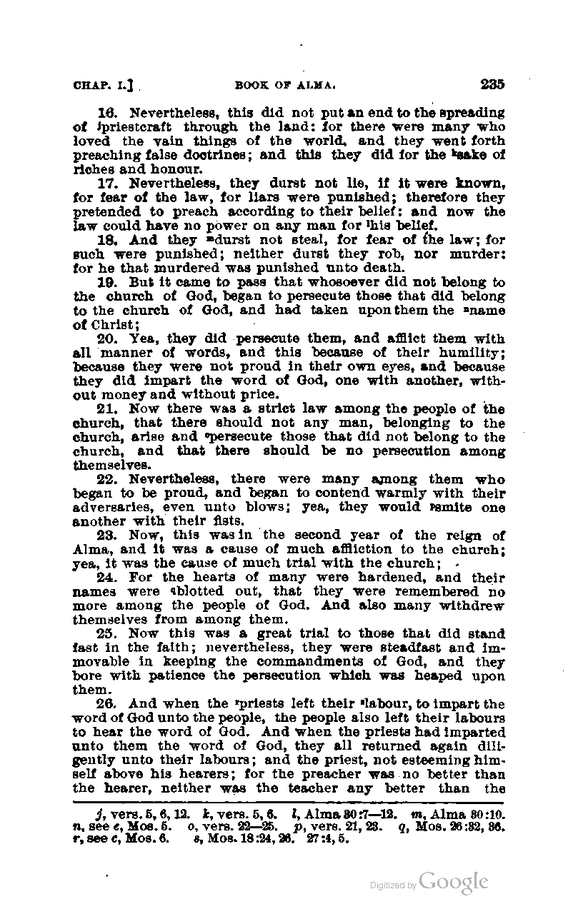 CHAP. I.] BOOK OF ALMA. 235
16. Nevertheless, this did not put an end to the spreading
of jpriestcraft through the land: for there were many who
loved the vain things of the world, and they went forth
preaching false doctrines; and this they did for the ksake of
riches and honour.
17. Nevertheless, they durst not lie, if it were known,
for fear of the law, for liars were punished; therefore they
pretended to preach according to their belief: and now the
law could have no power on any man for lhis belief.
18. And they mdurst not steal, for fear of the law; for
such were punished; neither durst they rob, nor murder:
for he that murdered was punished unto death.
19. But it came to pass that whosoever did not belong to
the church of God, began to persecute those that did belong
to the church of God, and had taken upon them the nname
of Christ;
20. Yea, they did persecute them, and afflict them with
all manner of words, and this because of their humility;
because they were not proud in their own eyes, and because
they did impart the word of God, one with another, with-
out money and without price.
21. Now there was a strict law among the people of the
church, that there should not any man, belonging to the
church, arise and opersecute those that did not belong to the
church, and that there should be no persecution among
themselves.
22. Nevertheless, there were many among them who
began to be proud, and began to contend warmly with their
adversaries, even unto blows; yea, they would psmite one
another with their fists.
23. Now, this was in the second year of the reign of
Alma, and it was a cause of much affliction to the church;
yea, it was the cause of much trial with the church;
24. For the hearts of many were hardened, and their
names were qblotted out, that they were remembered no
more among the people of God. And also many withdrew
themselves from among them.
25. Now this was a great trial to those that did stand
fast in the faith; nevertheless, they were steadfast and im-
movable in keeping the commandments of God, and they
bore with patience the persecution which was heaped upon
them.
26. And when the rpriests left their slabour, to impart the
word of God unto the people, the people also left their labours
to hear the word of God. And when the priests had imparted
unto them the word of God, they all returned again dili-
gently unto their labours; and the priest, not esteeming him-
self above his hearers; for the preacher was no better than
the hearer, neither was the teacher any better than the
j, vers. 5, 6, 12. k, vers. 5, 6. l, Alma 30:7—12. m, Alma 30:10.
n, see e, Mos. 5. o, vers. 22—25. p, vers. 21, 23. q, Mos. 26:32, 36.
r, see c, Mos. 6. s, Mos. 18:24, 26. 27:4, 5.
Digitized by Google